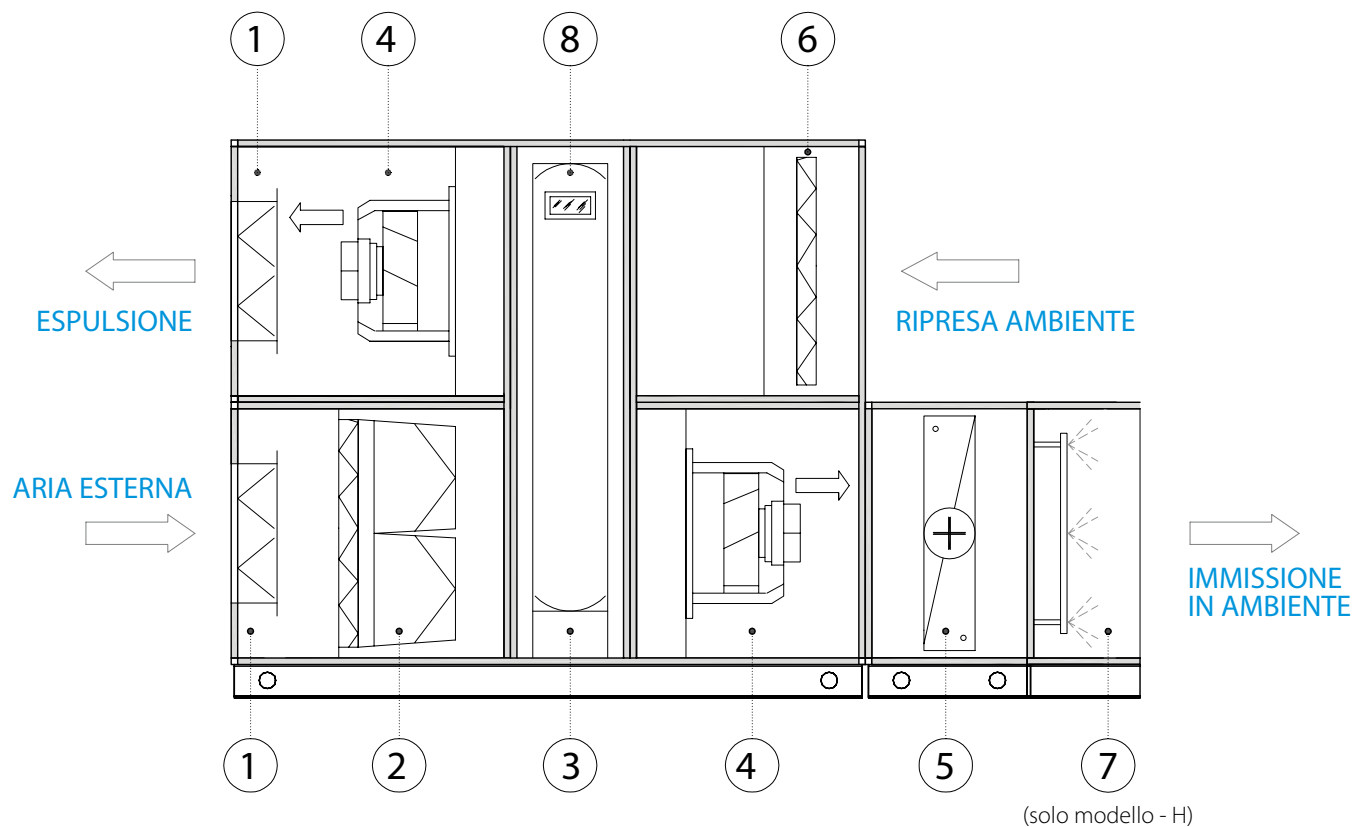 1 4 8 6
ESPULSIONE
RIPRESA AMBIENTE
ARIA ESTERNA
IMMISSIONE
IN AMBIENTE
1 2 3 4 5 7
(solo modello - H)